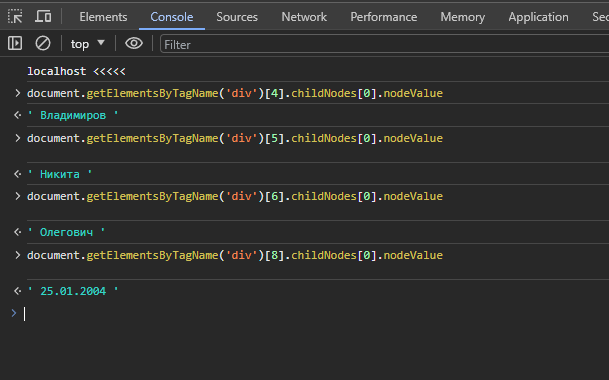 Elements Console Sources Network Performance Memory Application Sec
top Filter
localhost <<<<<
document.getElementsByTagName('div')[4].childNodes[0].nodeValue
' Владимиров '
document.getElementsByTagName('div')[5].childNodes[0].nodeValue
' Никита '
document.getElementsByTagName('div')[6].childNodes[0].nodeValue
' Олегович '
document.getElementsByTagName('div')[8].childNodes[0].nodeValue
' 25.01.2004 '